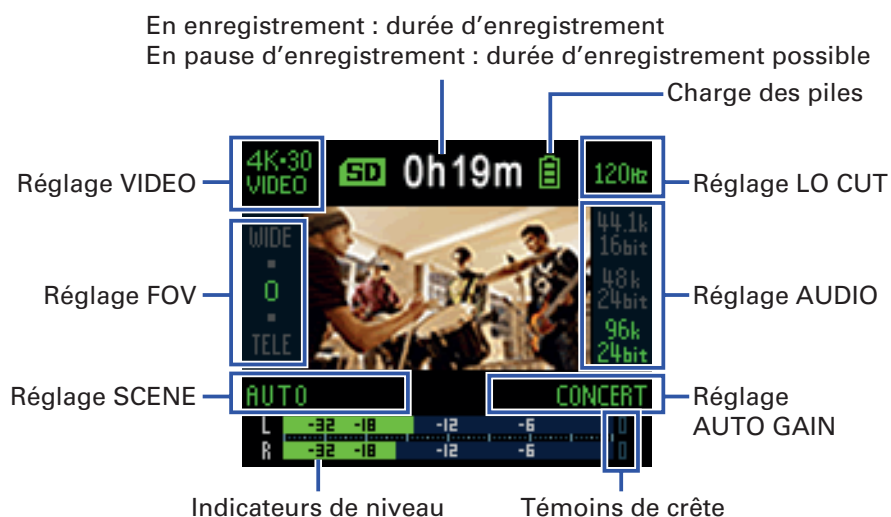 En enregistrement : durée d’enregistrement
En pause d’enregistrement : durée d’enregistrement possible
Charge des piles
4K•30
VIDEO
SD
0h19m
120Hz
Réglage VIDEO
Réglage LO CUT
WIDE
0
TELE
44.1k
16bit
48k
24bit
96k
24bit
Réglage FOV
Réglage AUDIO
Réglage SCENE
AUTO
CONCERT
Réglage
AUTO GAIN
L -32 -18 -12 -6 0
R -32 -18 -12 -6 0
Indicateurs de niveau
Témoins de crête